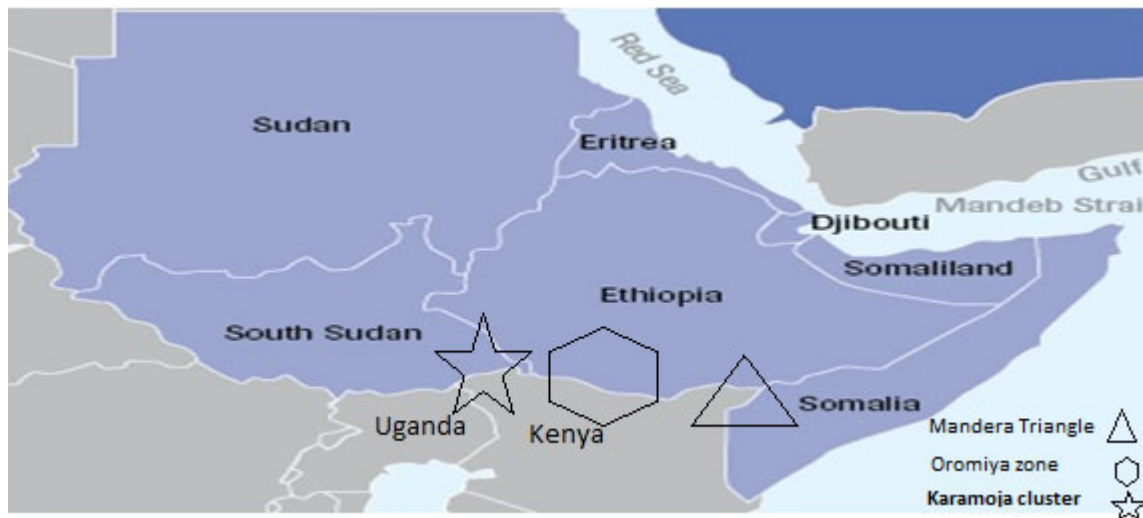 Red Sea
Sudan
Eritrea
Gulf
Mandeb Strai
Djibouti
Somaliland
Ethiopia
South Sudan
Somalia
Uganda
Kenya
Mandera Triangle
Oromiya zone
Karamoja cluster